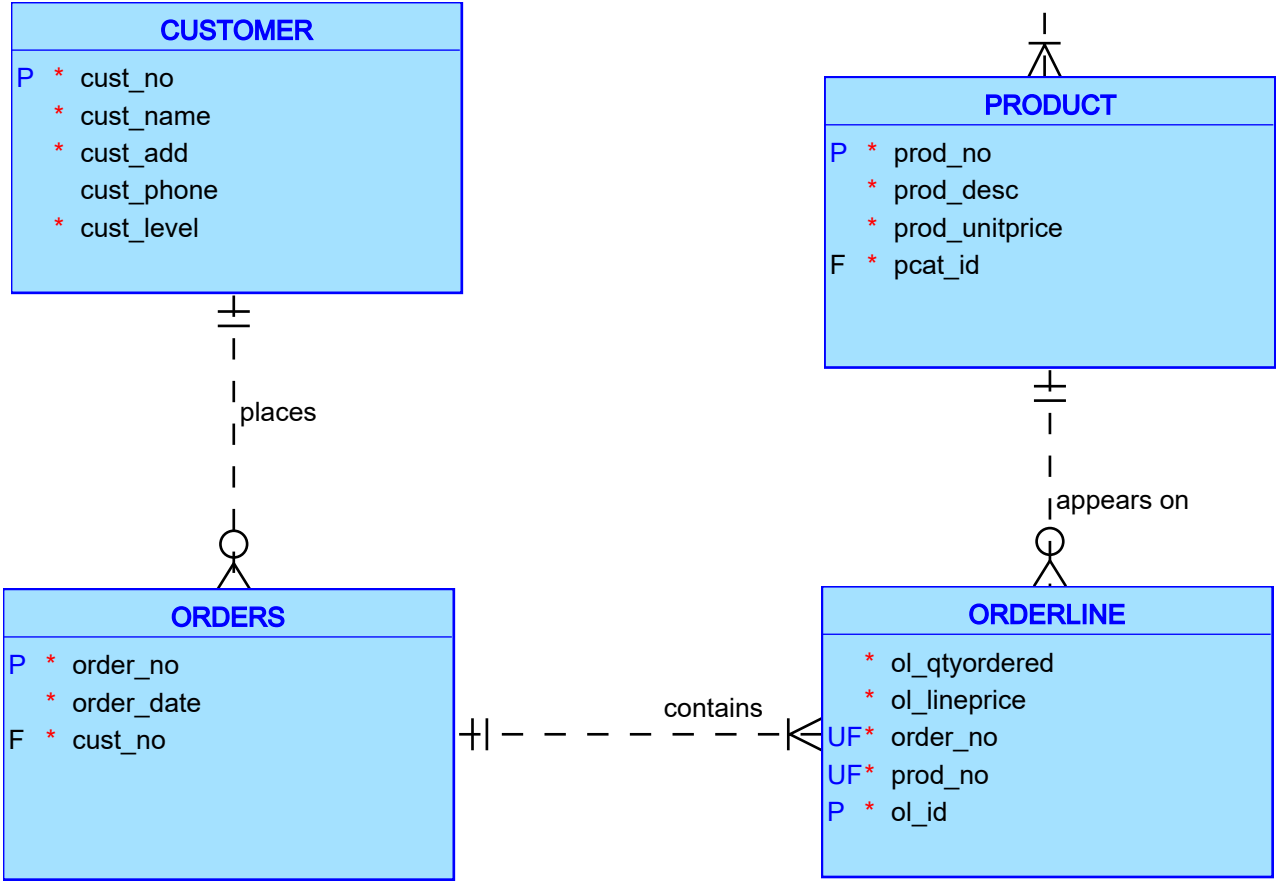 CUSTOMER
P * cust_no
* cust_name
* cust_add
cust_phone
* cust_level
places
PRODUCT
P * prod_no
* prod_desc
* prod_unitprice
F * pcat_id
appears on
ORDERS
P * order_no
* order_date
F * cust_no
contains
ORDERLINE
* ol_qtyordered
* ol_lineprice
UF* order_no
UF* prod_no
P * ol_id